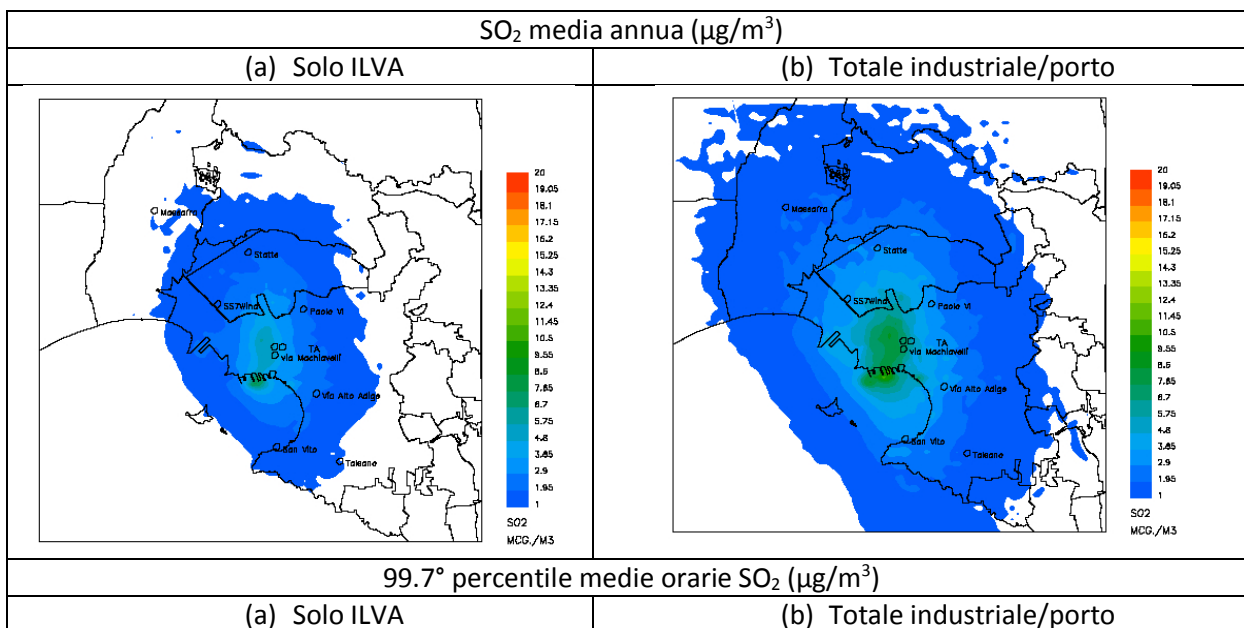 SO₂ media annua (µg/m³)
(a) Solo ILVA
(b) Totale industriale/porto
Massafra
Statte
SS7Wind
Paolo VI
TA
via Machiavelli
Via Alto Adige
San Vito
Talsano
20
19.05
18.1
17.15
16.2
15.25
14.3
13.35
12.4
11.45
10.5
9.55
8.6
7.65
6.7
5.75
4.8
3.85
2.9
1.95
1
SO2
MCG./M3
Massafra
Statte
SS7Wind
Paolo VI
TA
via Machiavelli
Via Alto Adige
San Vito
Talsano
20
19.05
18.1
17.15
16.2
15.25
14.3
13.35
12.4
11.45
10.5
9.55
8.6
7.65
6.7
5.75
4.8
3.85
2.9
1.95
1
SO2
MCG./M3
99.7° percentile medie orarie SO₂ (µg/m³)
(a) Solo ILVA
(b) Totale industriale/porto